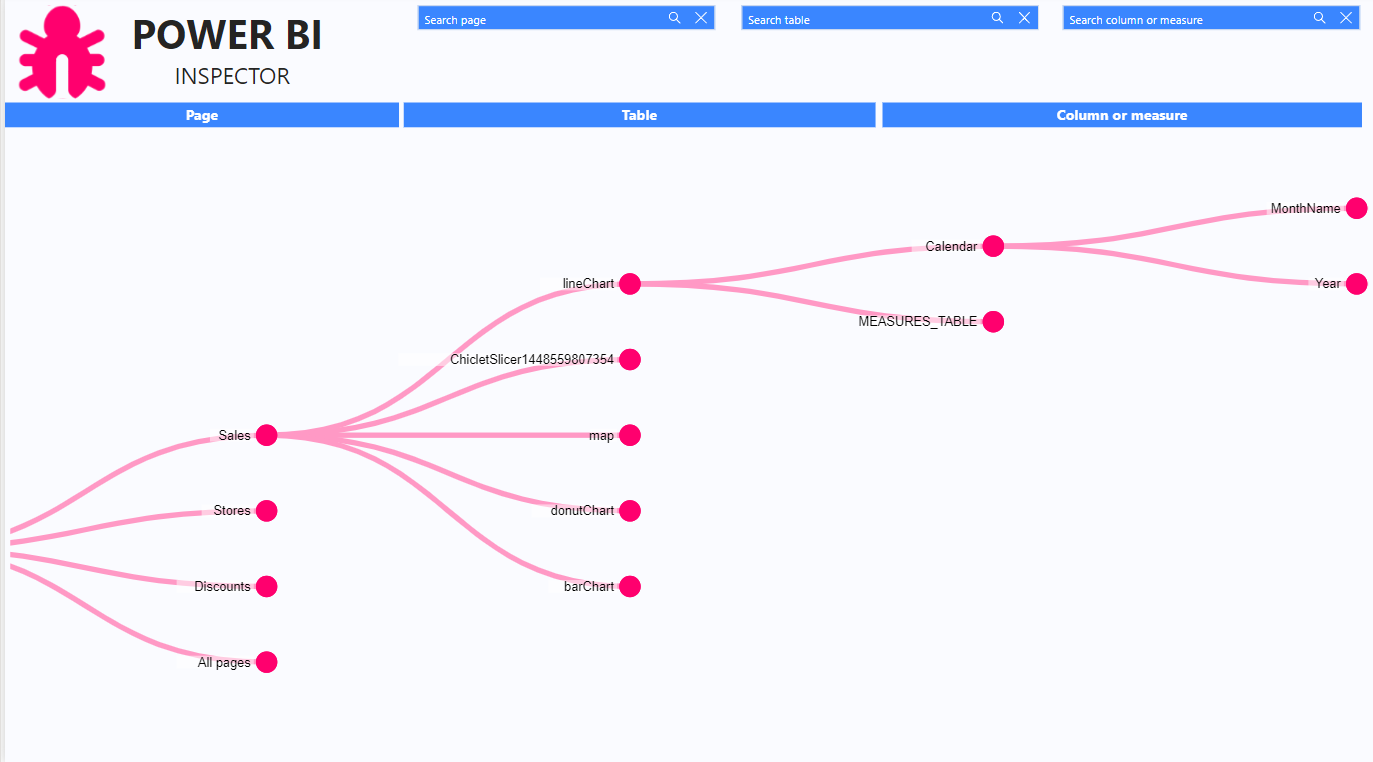 POWER BI
INSPECTOR
Search page
Search table
Search column or measure
Page
Table
Column or measure
MonthName
Calendar
lineChart
Year
MEASURES_TABLE
ChicletSlicer1448559807354
Sales
map
Stores
donutChart
Discounts
barChart
All pages